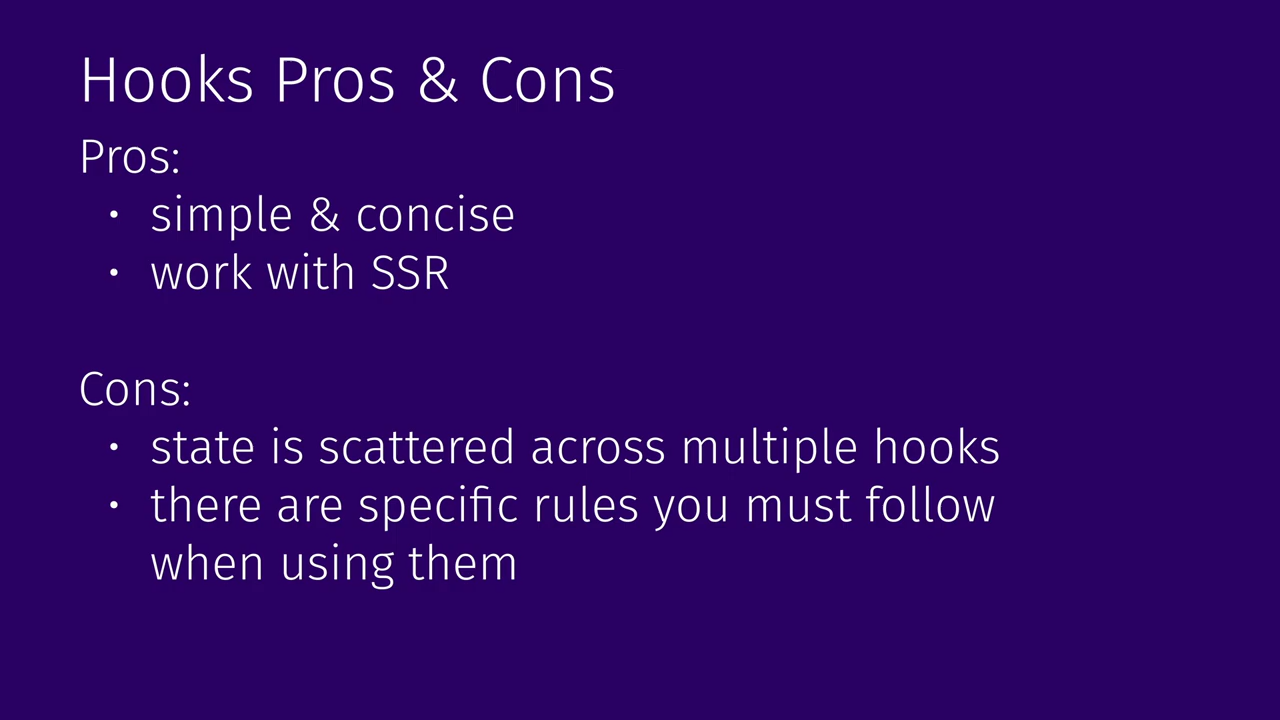 Hooks Pros & Cons
Pros:
• simple & concise
• work with SSR
Cons:
• state is scattered across multiple hooks
• there are specific rules you must follow
when using them